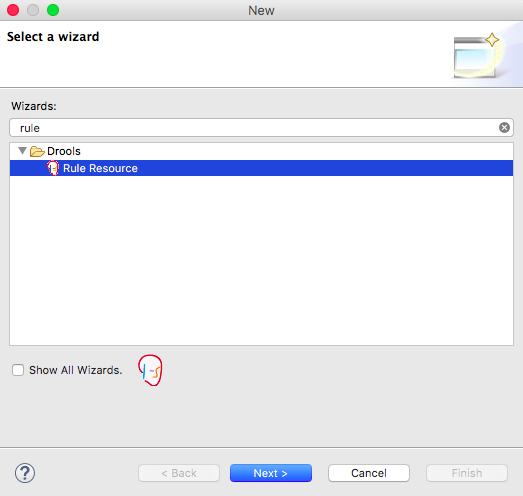 New
Select a wizard
Wizards:
rule
Drools
Rule Resource
Show All Wizards.
?
< Back
Next >
Cancel
Finish